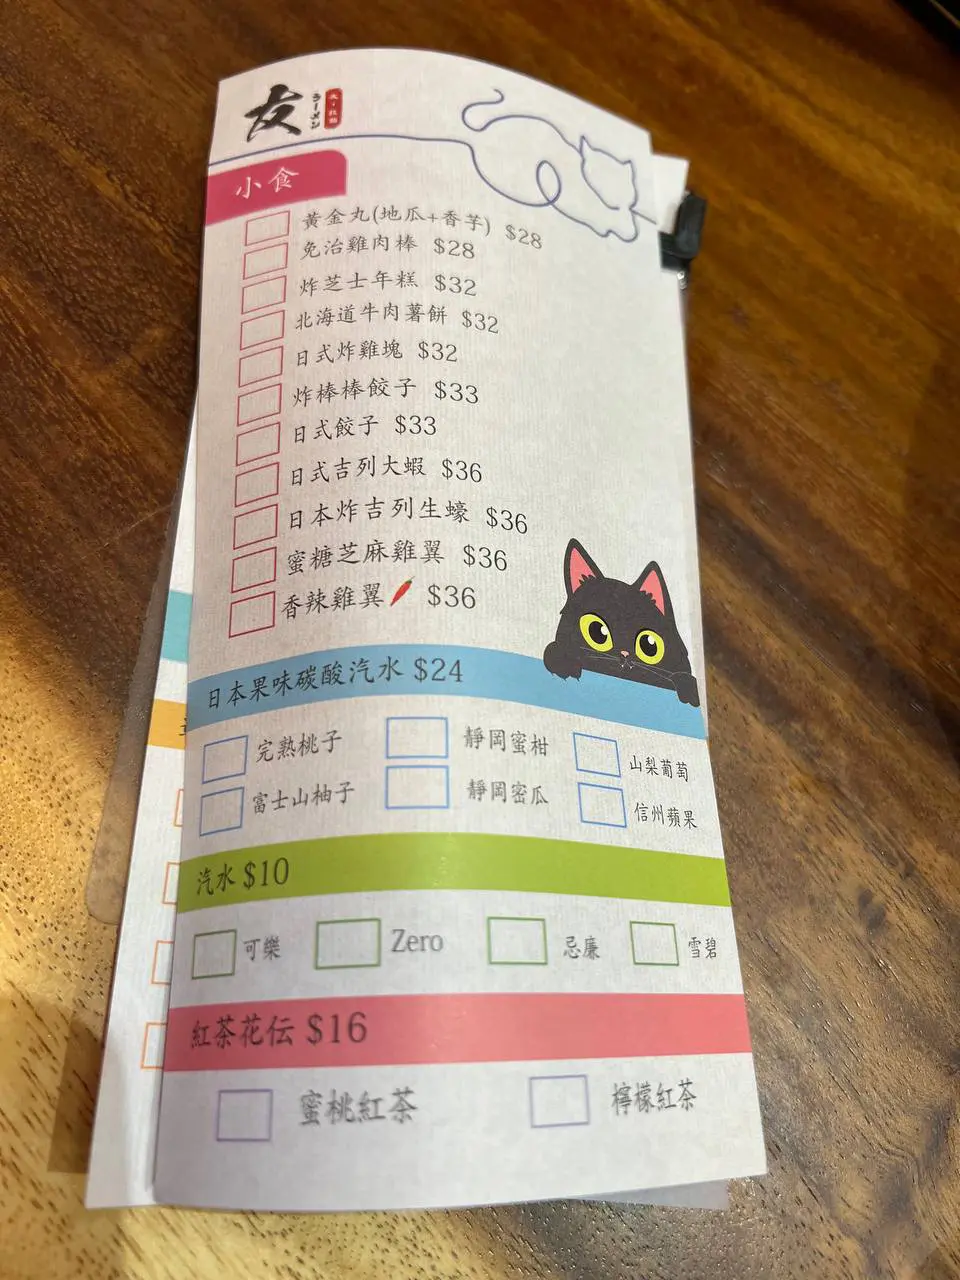 友
ラーメン
友・拉麵
小食
黃金丸(地瓜+香芋) $28
免治雞肉棒 $28
炸芝士年糕 $32
北海道牛肉薯餅 $32
日式炸雞塊 $32
炸棒棒餃子 $33
日式餃子 $33
日式吉列大蝦 $36
日本炸吉列生蠔 $36
蜜糖芝麻雞翼 $36
香辣雞翼 $36
日本果味碳酸汽水 $24
完熟桃子 靜岡蜜柑 山梨葡萄
富士山柚子 靜岡密瓜 信州蘋果
汽水 $10
可樂 Zero 忌廉 雪碧
紅茶花伝 $16
蜜桃紅茶 檸檬紅茶